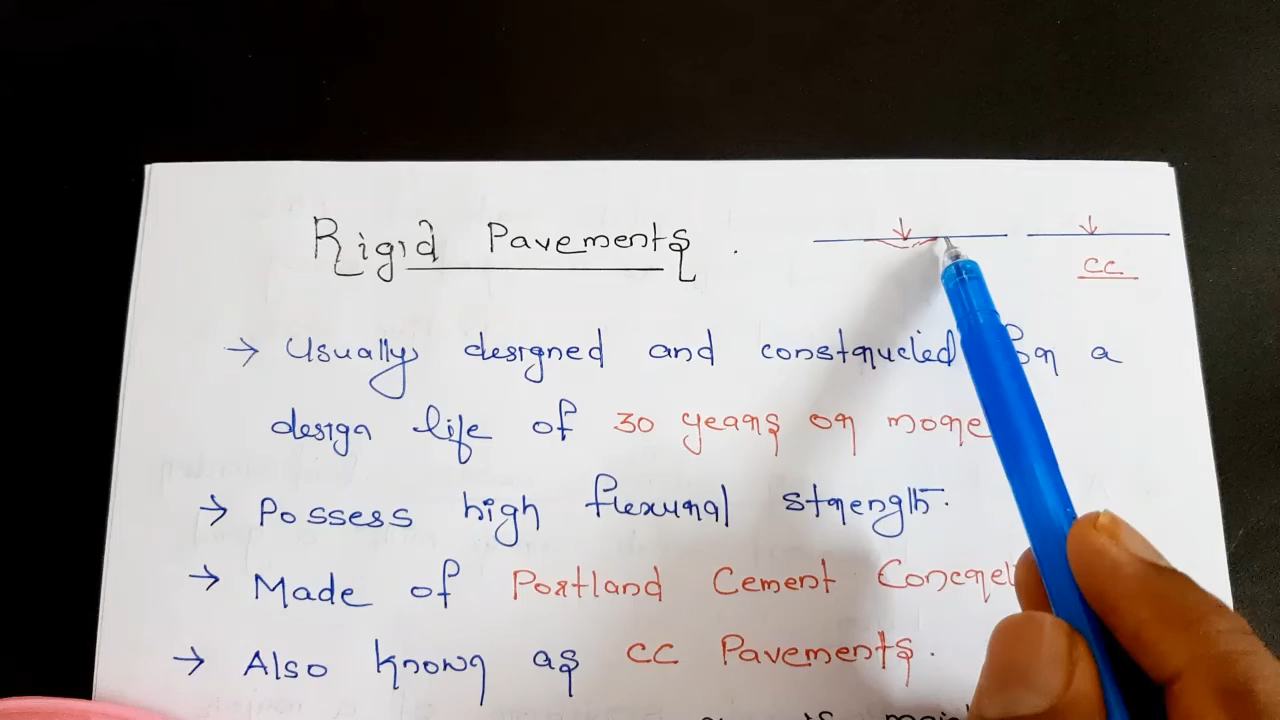 Rigid Pavements.
CC
→ Usually designed and constructed for a
design life of 30 years or more
→ Possess high flexural strength.
→ Made of Portland Cement
→ Also known as CC Pavements.